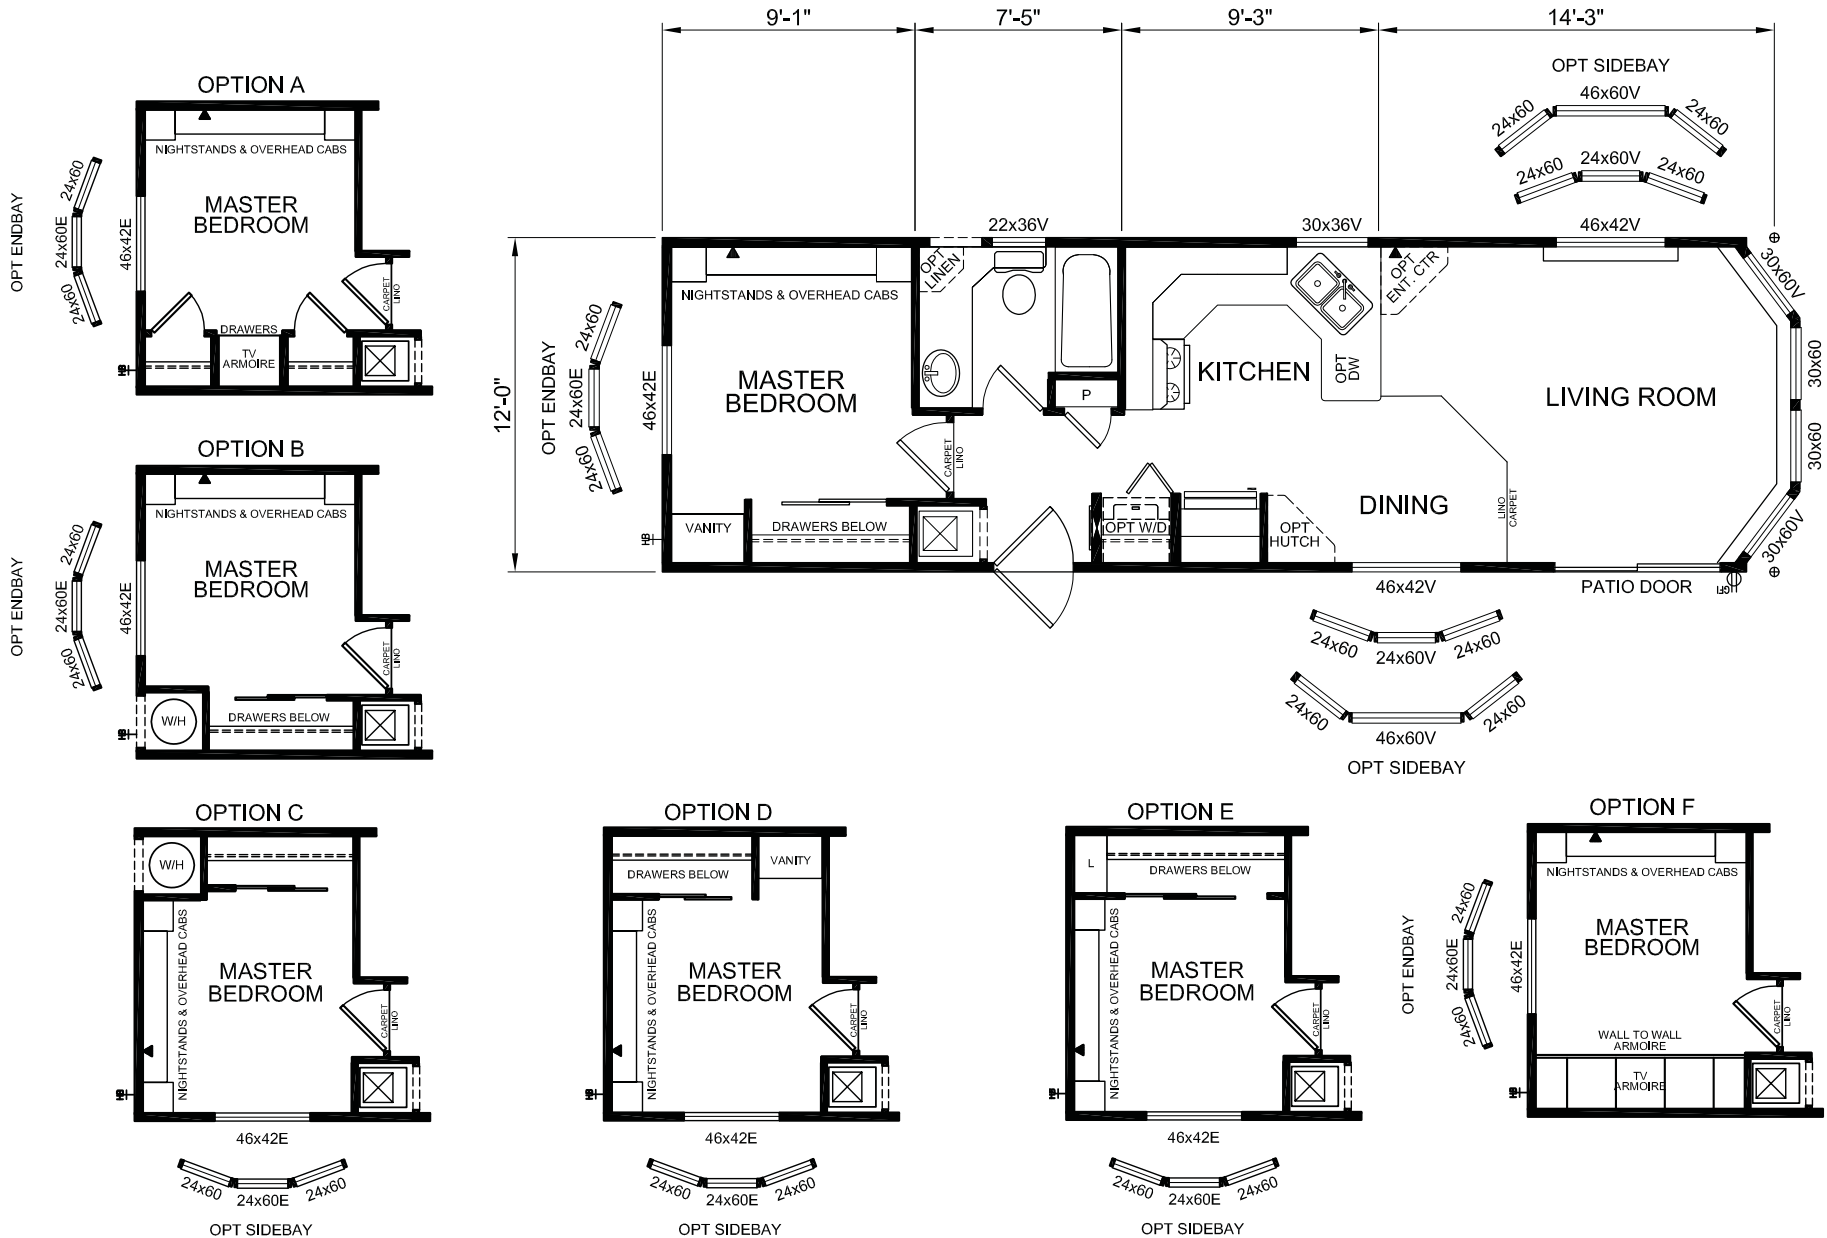 9'-1"
7'-5"
9'-3"
14'-3"
OPT SIDEBAY
46x60V
24x60
24x60
24x60V
24x60
24x60
22x36V
30x36V
46x42V
12'-0"
OPT ENDBAY
24x60
24x60E
24x60
46x42E
NIGHTSTANDS & OVERHEAD CABS
MASTER
BEDROOM
VANITY
DRAWERS BELOW
HB
CARPET
LINO
OPT
LINEN
P
KITCHEN
OPT
DW
OPT
ENT. CTR
LIVING ROOM
30x60V
30x60
30x60
30x60V
DINING
LINO
CARPET
OPT W/D
OPT
HUTCH
46x42V
PATIO DOOR
GFI
24x60
24x60V
24x60
24x60
46x60V
24x60
OPT SIDEBAY
OPTION A
OPT ENDBAY
24x60
24x60E
24x60
46x42E
NIGHTSTANDS & OVERHEAD CABS
MASTER
BEDROOM
CARPET
LINO
DRAWERS
TV
ARMOIRE
HB
OPTION B
OPT ENDBAY
24x60
24x60E
24x60
46x42E
NIGHTSTANDS & OVERHEAD CABS
MASTER
BEDROOM
CARPET
LINO
W/H
DRAWERS BELOW
HB
OPTION C
W/H
NIGHTSTANDS & OVERHEAD CABS
MASTER
BEDROOM
CARPET
LINO
HB
46x42E
24x60
24x60E
24x60
OPT SIDEBAY
OPTION D
DRAWERS BELOW
VANITY
NIGHTSTANDS & OVERHEAD CABS
MASTER
BEDROOM
CARPET
LINO
HB
46x42E
24x60
24x60E
24x60
OPT SIDEBAY
OPTION E
L
DRAWERS BELOW
NIGHTSTANDS & OVERHEAD CABS
MASTER
BEDROOM
CARPET
LINO
HB
46x42E
24x60
24x60E
24x60
OPT SIDEBAY
OPTION F
OPT ENDBAY
24x60
24x60E
24x60
46x42E
NIGHTSTANDS & OVERHEAD CABS
MASTER
BEDROOM
CARPET
LINO
WALL TO WALL
ARMOIRE
TV
ARMOIRE
HB